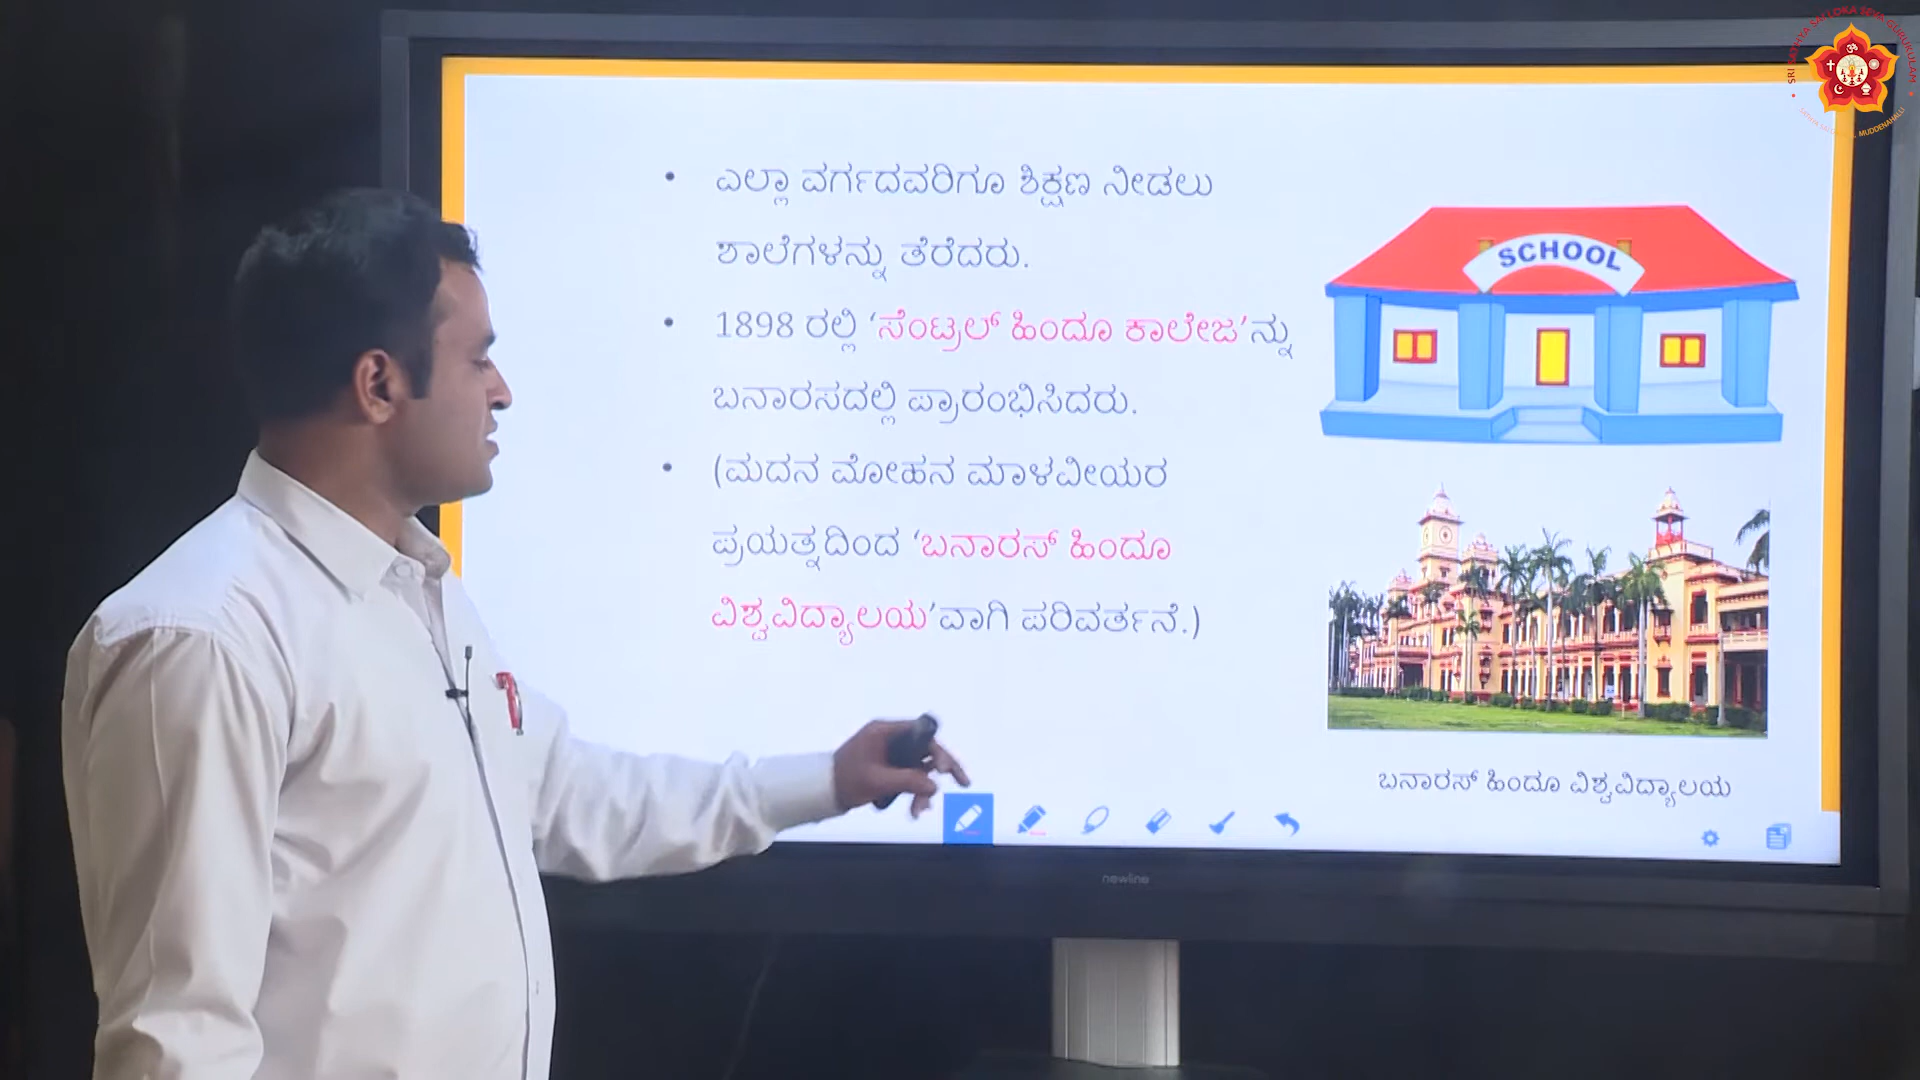 ಎಲ್ಲಾ ವರ್ಗದವರಿಗೂ ಶಿಕ್ಷಣ ನೀಡಲು
ಶಾಲೆಗಳನ್ನು ತೆರೆದರು.
1898 ರಲ್ಲಿ ‘ಸೆಂಟ್ರಲ್ ಹಿಂದೂ ಕಾಲೇಜ’ನ್ನು
ಬನಾರಸದಲ್ಲಿ ಪ್ರಾರಂಭಿಸಿದರು.
(ಮದನ ಮೋಹನ ಮಾಳವೀಯರ
ಪ್ರಯತ್ನದಿಂದ ‘ಬನಾರಸ್ ಹಿಂದೂ
ವಿಶ್ವವಿದ್ಯಾಲಯ’ವಾಗಿ ಪರಿವರ್ತನೆ.)
SCHOOL
ಬನಾರಸ್ ಹಿಂದೂ ವಿಶ್ವವಿದ್ಯಾಲಯ
newline
MUDDENAHALLI